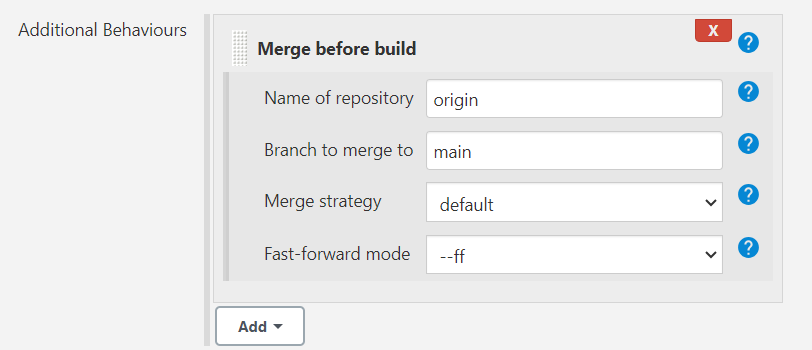 Additional Behaviours
X
Merge before build
?
Name of repository origin ?
Branch to merge to main ?
Merge strategy default ?
Fast-forward mode --ff ?
Add